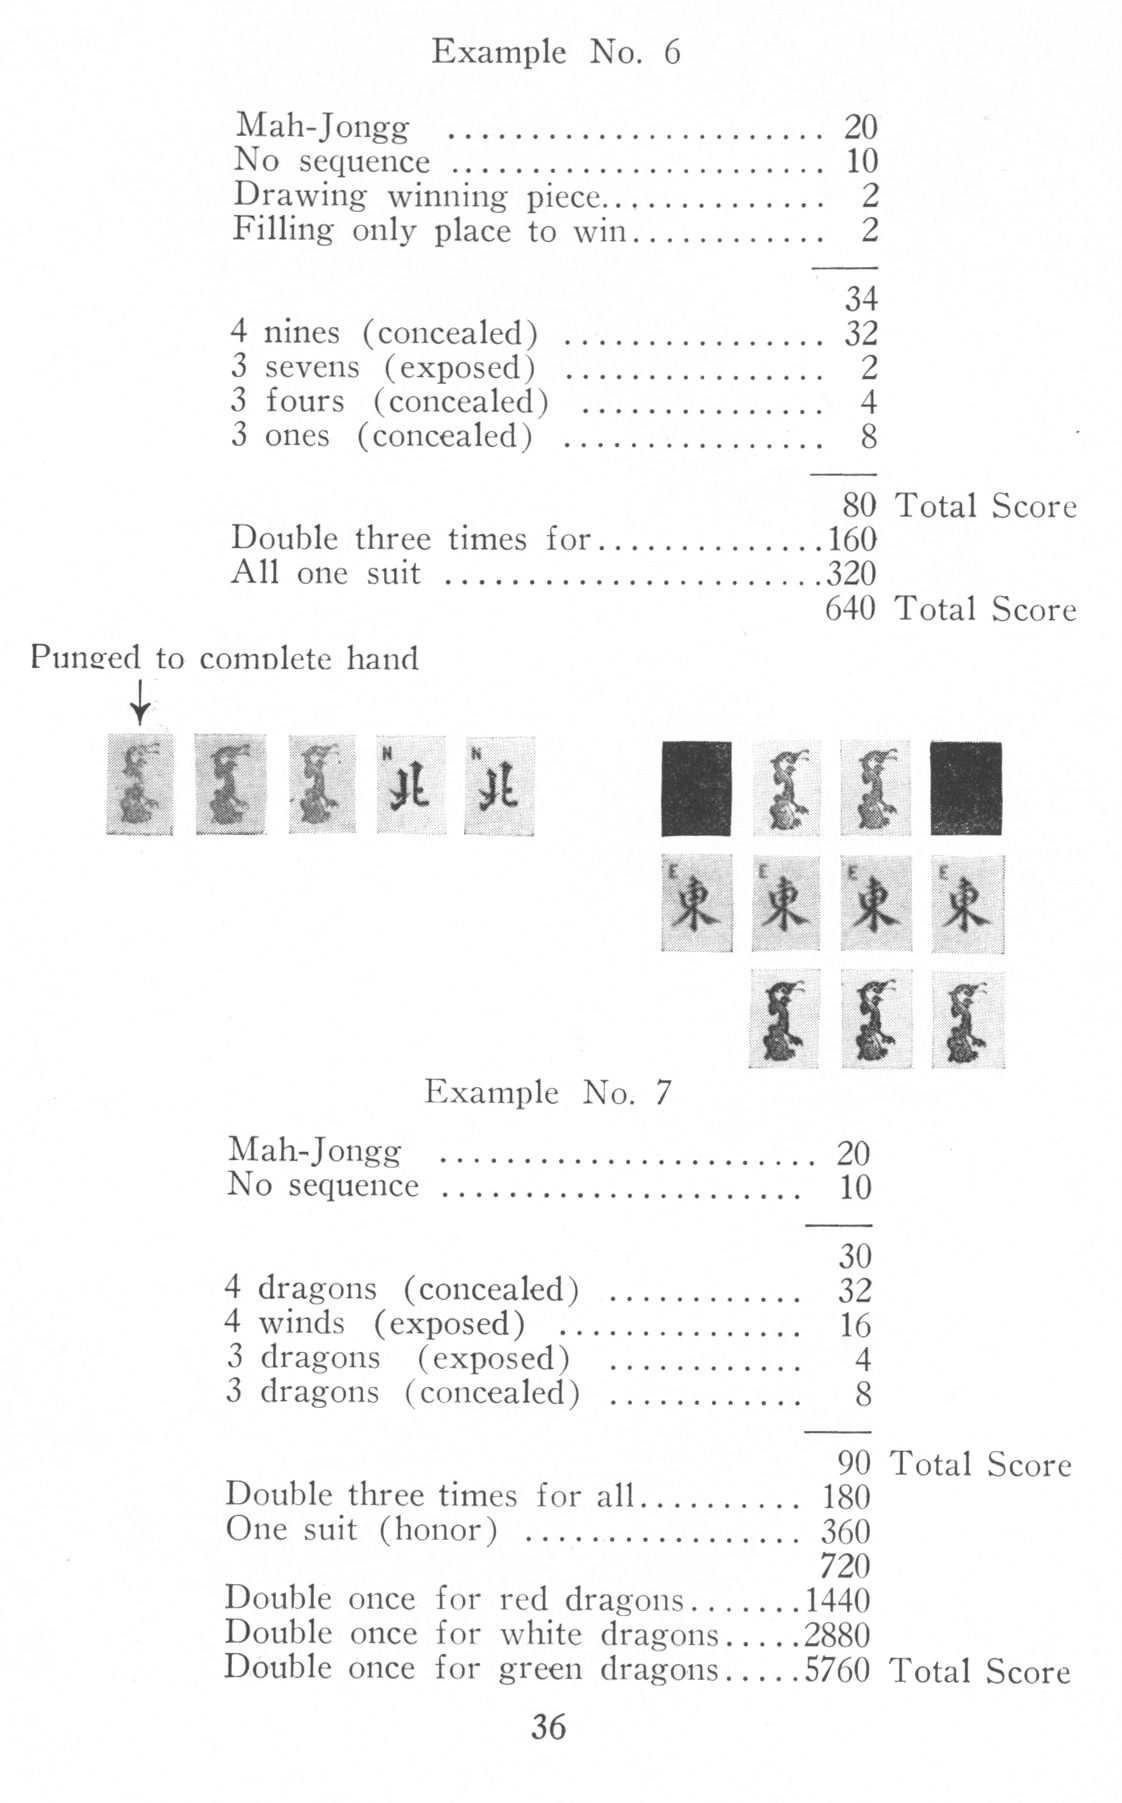 Example No. 6
Mah-Jongg ....................... 20
No sequence ....................... 10
Drawing winning piece.............. 2
Filling only place to win............ 2
34
4 nines (concealed) ................ 32
3 sevens (exposed) ................ 2
3 fours (concealed) ............... 4
3 ones (concealed) ................ 8
80 Total Score
Double three times for..............160
All one suit .......................320
640 Total Score
Punged to complete hand
N 北 N 北
E 東 E 東 E 東 E 東
Example No. 7
Mah-Jongg ....................... 20
No sequence ...................... 10
30
4 dragons (concealed) ............ 32
4 winds (exposed) ............... 16
3 dragons (exposed) ............ 4
3 dragons (concealed) ............ 8
90 Total Score
Double three times for all.......... 180
One suit (honor) ................. 360
720
Double once for red dragons.......1440
Double once for white dragons.....2880
Double once for green dragons.....5760 Total Score
36